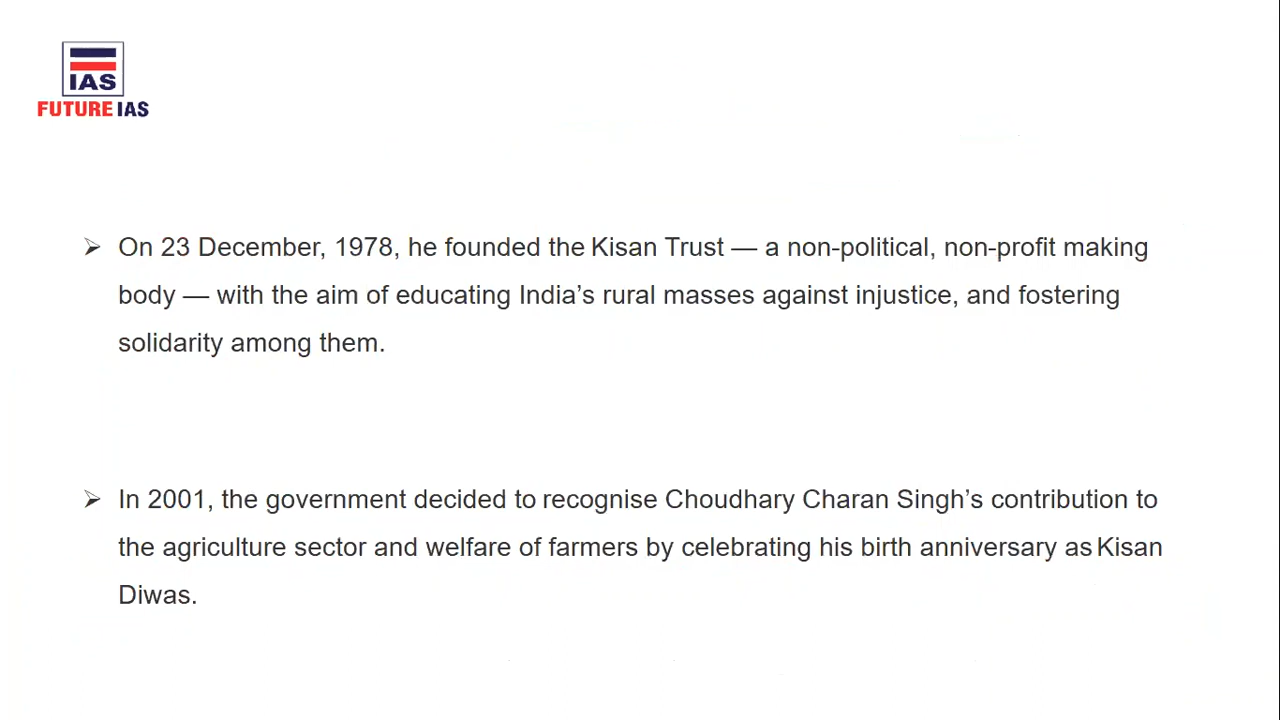 IAS
FUTURE IAS
➢ On 23 December, 1978, he founded the Kisan Trust — a non-political, non-profit making
body — with the aim of educating India’s rural masses against injustice, and fostering
solidarity among them.
➢ In 2001, the government decided to recognise Choudhary Charan Singh’s contribution to
the agriculture sector and welfare of farmers by celebrating his birth anniversary as Kisan
Diwas.